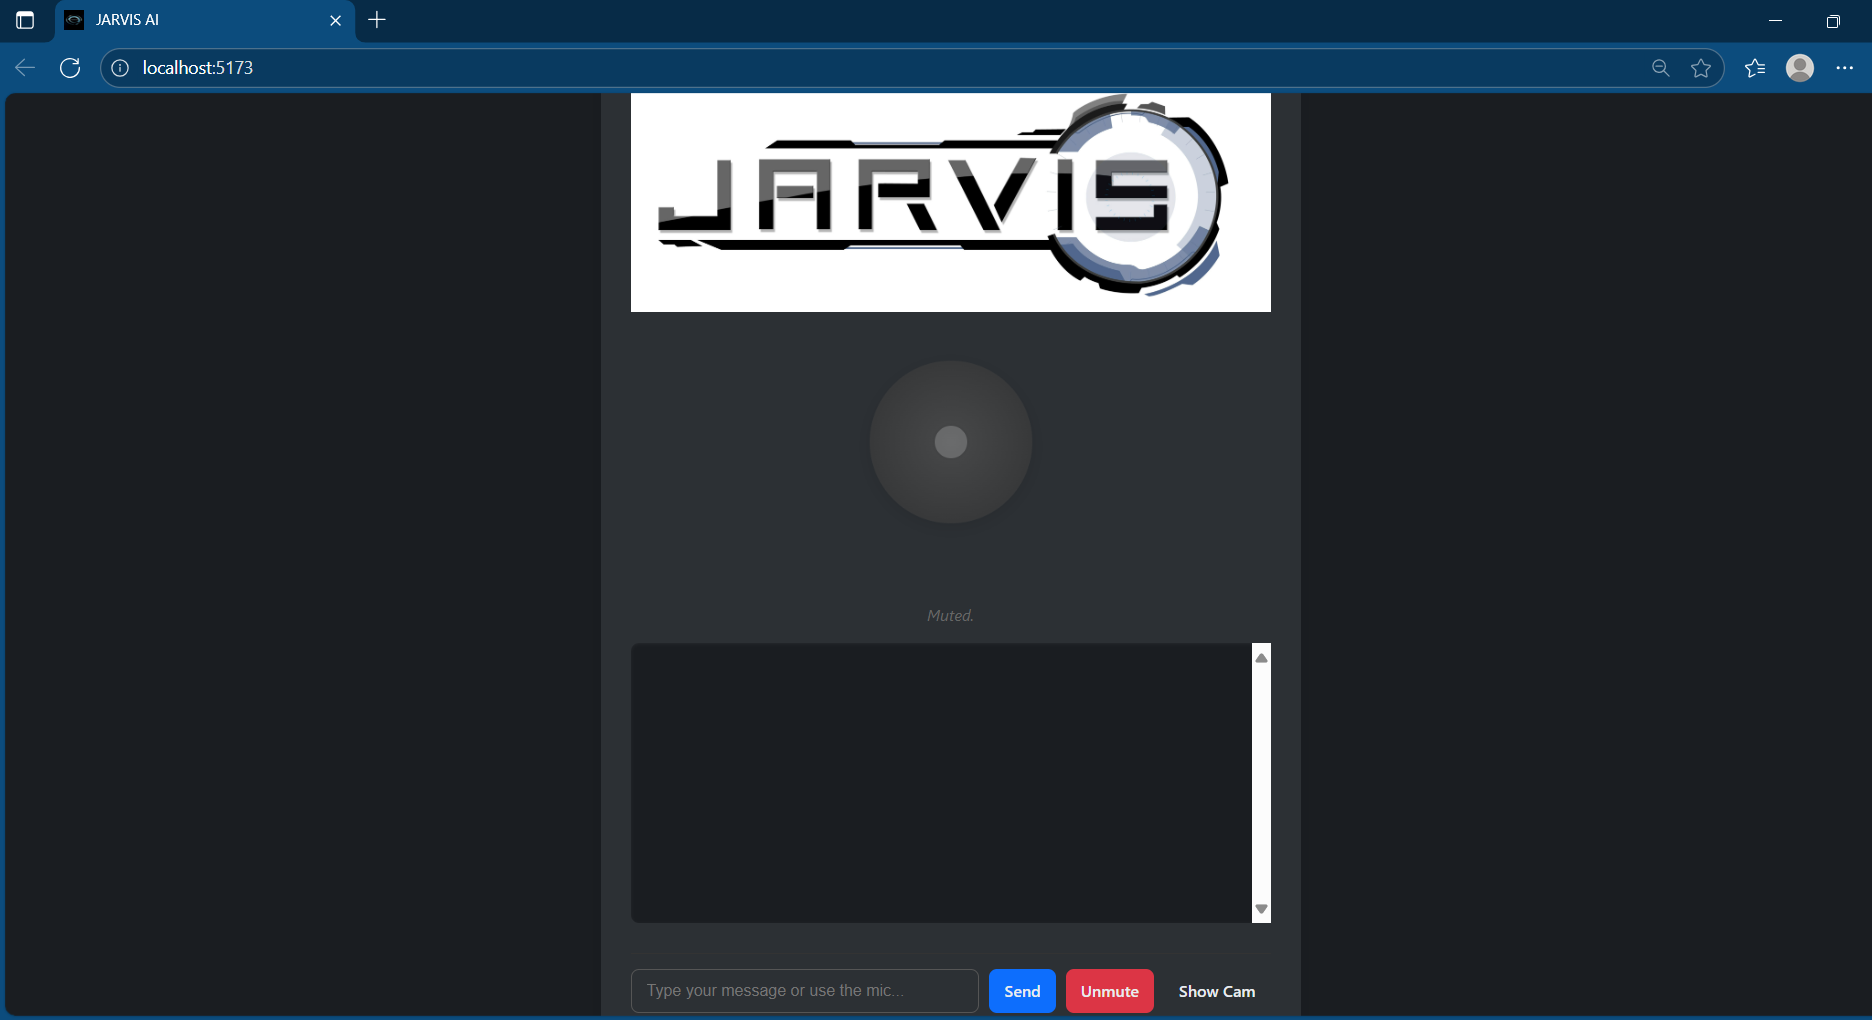 JARVIS AI
localhost:5173
JARVIS
Muted.
Type your message or use the mic...
Send
Unmute
Show Cam